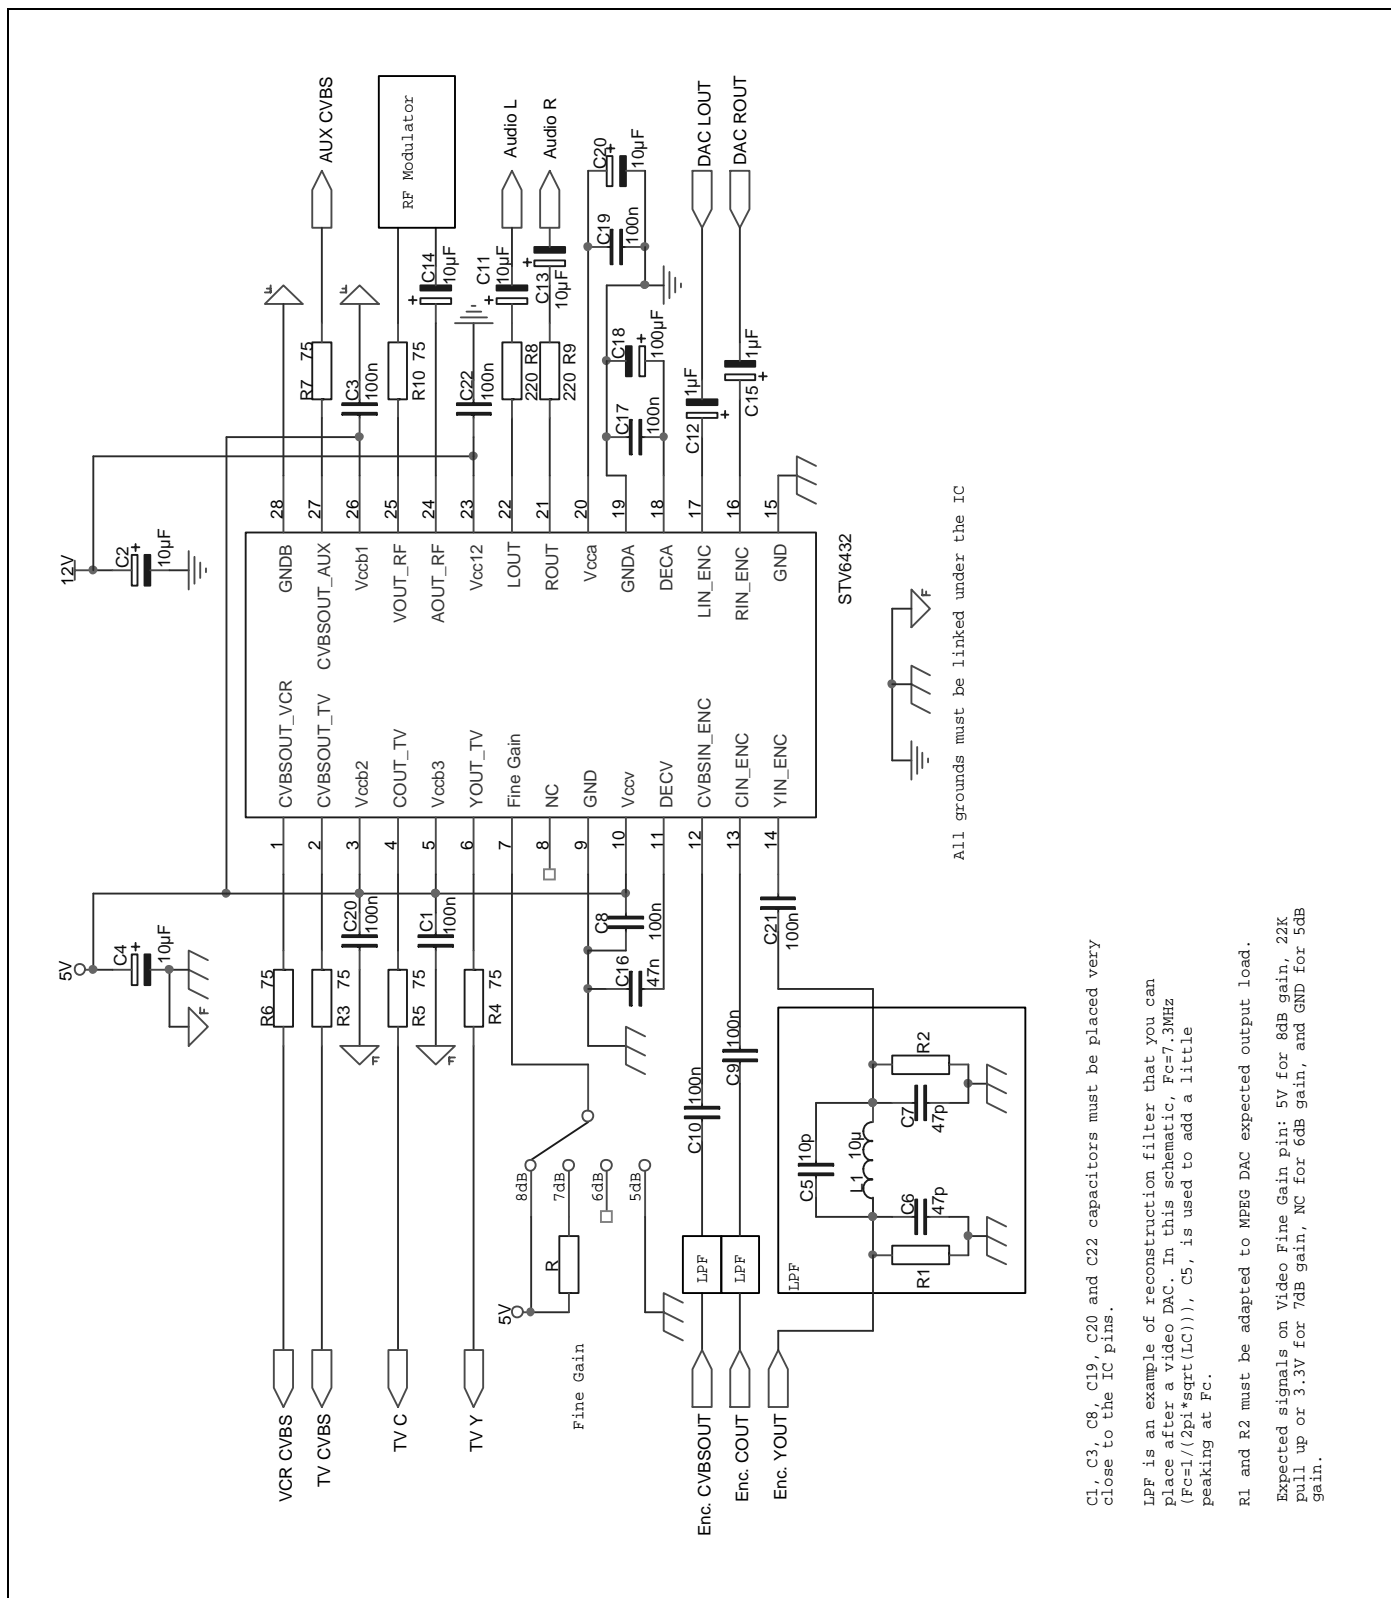 12V
C2
+
10µF
5V
C4
+
10µF
F
GNDB
28
F
CVBSOUT_AUX
27
R7
75
AUX CVBS
Vccb1
26
C3
100n
F
VOUT_RF
25
R10
75
RF Modulator
AOUT_RF
24
C14
+
10µF
Vcc12
23
C22
100n
LOUT
22
220
R8
C11
+
10µF
Audio L
ROUT
21
220
R9
C13
+
10µF
Audio R
Vcca
20
C19
100n
C20
+
10µF
GNDA
19
C17
100n
C18
+
100µF
DECA
18
LIN_ENC
17
C12
1µF
+
DAC LOUT
RIN_ENC
16
C15
1µF
+
DAC ROUT
GND
15
STV6432
VCR CVBS
R6
75
1
CVBSOUT_VCR
TV CVBS
R3
75
2
CVBSOUT_TV
F
C20
100n
3
Vccb2
TV C
R5
75
4
COUT_TV
F
C1
100n
5
Vccb3
TV Y
R4
75
6
YOUT_TV
7
Fine Gain
8
NC
9
GND
C8
100n
10
Vccv
C16
47n
11
DECV
5V
R
8dB
7dB
6dB
5dB
Fine Gain
Enc. CVBSOUT
LPF
C10
100n
12
CVBSIN_ENC
Enc. COUT
LPF
C9
100n
13
CIN_ENC
Enc. YOUT
C21
100n
14
YIN_ENC
LPF
R1
C6
47p
L1
10µ
C5
10p
C7
47p
R2
F
All grounds must be linked under the IC
C1, C3, C8, C19, C20 and C22 capacitors must be placed very
close to the IC pins.
LPF is an example of reconstruction filter that you can
place after a video DAC. In this schematic, Fc=7.3MHz
(Fc=1/(2pi*sqrt(LC))), C5, is used to add a little
peaking at Fc.
R1 and R2 must be adapted to MPEG DAC expected output load.
Expected signals on Video Fine Gain pin: 5V for 8dB gain, 22K
pull up or 3.3V for 7dB gain, NC for 6dB gain, and GND for 5dB
gain.